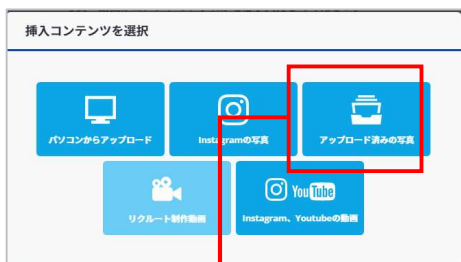 挿入コンテンツを選択
パソコンからアップロード
Instagramの写真
アップロード済みの写真
リクルート制作動画
YouTube
Instagram、Youtubeの動画